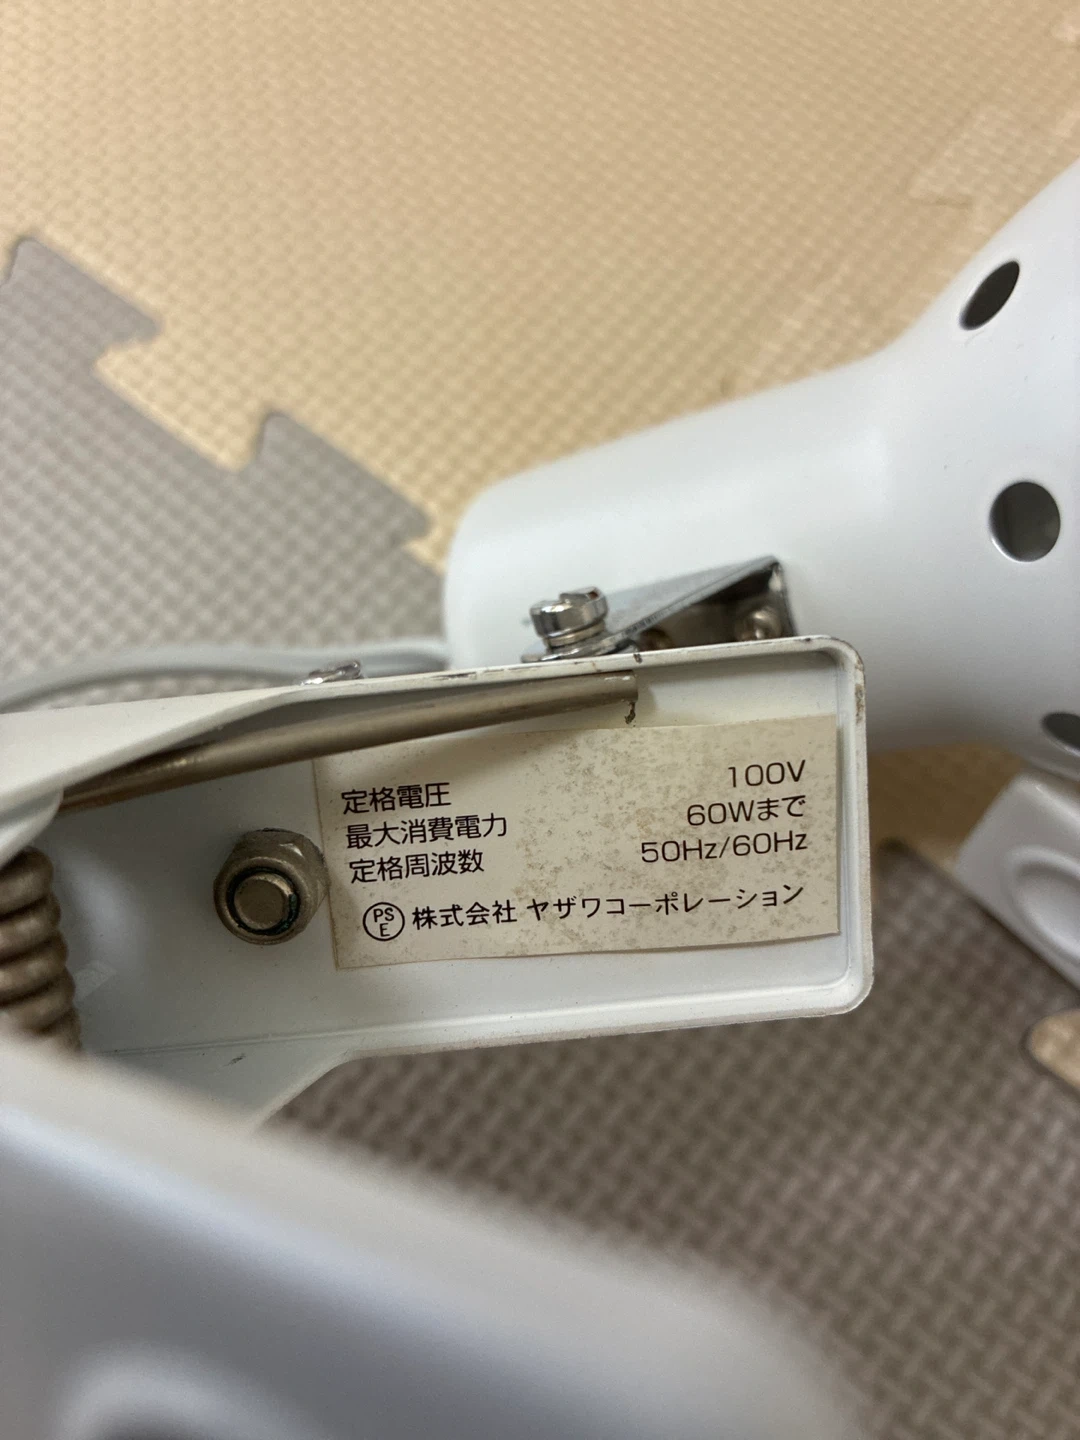 定格電圧 100V
最大消費電力 60Wまで
定格周波数 50Hz/60Hz
PSE 株式会社 ヤザワコーポレーション